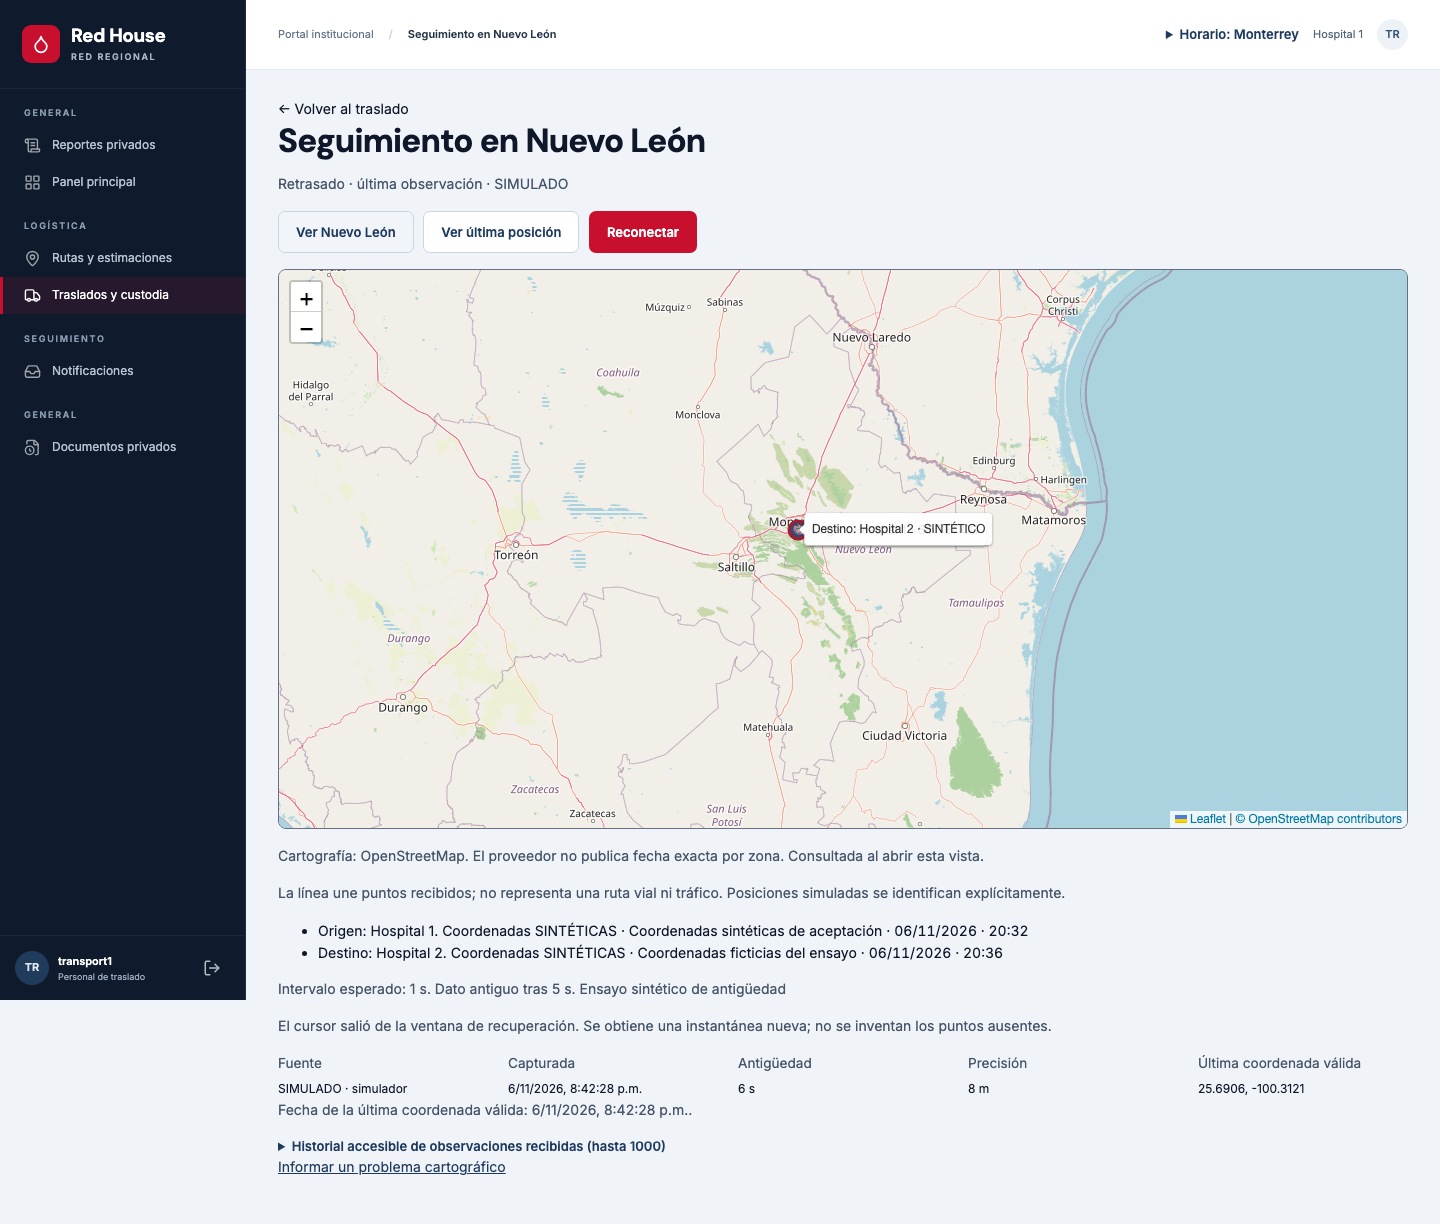 Red House
RED REGIONAL
GENERAL
Reportes privados
Panel principal
LOGÍSTICA
Rutas y estimaciones
Traslados y custodia
SEGUIMIENTO
Notificaciones
GENERAL
Documentos privados
TR
transport1
Personal de traslado
Portal institucional / Seguimiento en Nuevo León
Horario: Monterrey
Hospital 1
TR
← Volver al traslado
Seguimiento en Nuevo León
Retrasado · última observación · SIMULADO
Ver Nuevo León
Ver última posición
Reconectar
+
−
Múzquiz
Sabinas
Corpus
Christi
Nuevo Laredo
Coahuila
Hidalgo
del Parral
Monclova
Edinburg
Harlingen
Reynosa
Matamoros
Destino: Hospital 2 · SINTÉTICO
Nuevo León
Torreón
Saltillo
Tamaulipas
Durango
Durango
Matehuala
Ciudad Victoria
Zacatecas
Zacatecas
San Luis
Potosí
Leaflet | © OpenStreetMap contributors
Cartografía: OpenStreetMap. El proveedor no publica fecha exacta por zona. Consultada al abrir esta vista.
La línea une puntos recibidos; no representa una ruta vial ni tráfico. Posiciones simuladas se identifican explícitamente.
• Origen: Hospital 1. Coordenadas SINTÉTICAS · Coordenadas sintéticas de aceptación · 06/11/2026 · 20:32
• Destino: Hospital 2. Coordenadas SINTÉTICAS · Coordenadas ficticias del ensayo · 06/11/2026 · 20:36
Intervalo esperado: 1 s. Dato antiguo tras 5 s. Ensayo sintético de antigüedad
El cursor salió de la ventana de recuperación. Se obtiene una instantánea nueva; no se inventan los puntos ausentes.
Fuente
SIMULADO · simulador
Capturada
6/11/2026, 8:42:28 p.m.
Antigüedad
6 s
Precisión
8 m
Última coordenada válida
25.6906, -100.3121
Fecha de la última coordenada válida: 6/11/2026, 8:42:28 p.m..
Historial accesible de observaciones recibidas (hasta 1000)
Informar un problema cartográfico